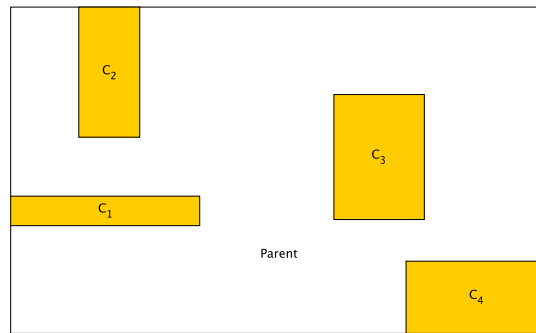 C₂
C₃
C₁
Parent
C₄